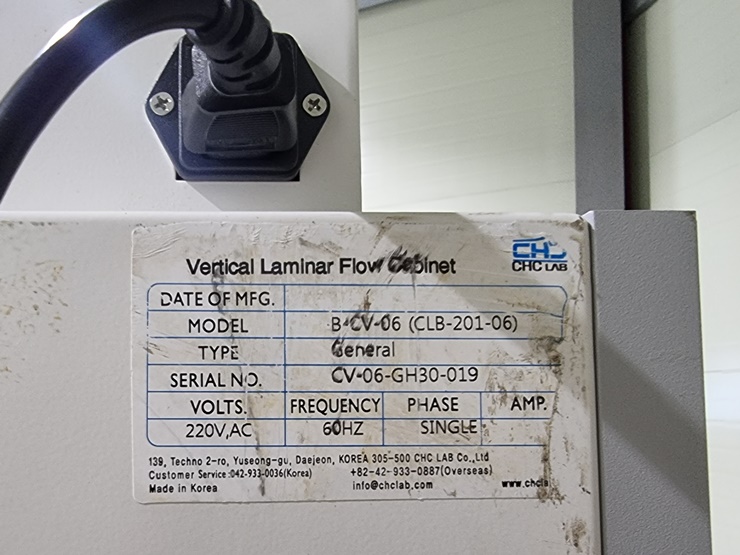 CHC
CHC LAB
Vertical Laminar Flow Cabinet
DATE OF MFG.
MODEL B-CV-06 (CLB-201-06)
TYPE General
SERIAL NO. CV-06-GH30-019
VOLTS. FREQUENCY PHASE AMP.
220V,AC 60HZ SINGLE
139, Techno 2-ro, Yuseong-gu, Daejeon, KOREA 305-500 CHC LAB Co.,Ltd
Customer Service:042-933-0036(Korea) +82-42-933-0887(Overseas)
Made in Korea info@chclab.com